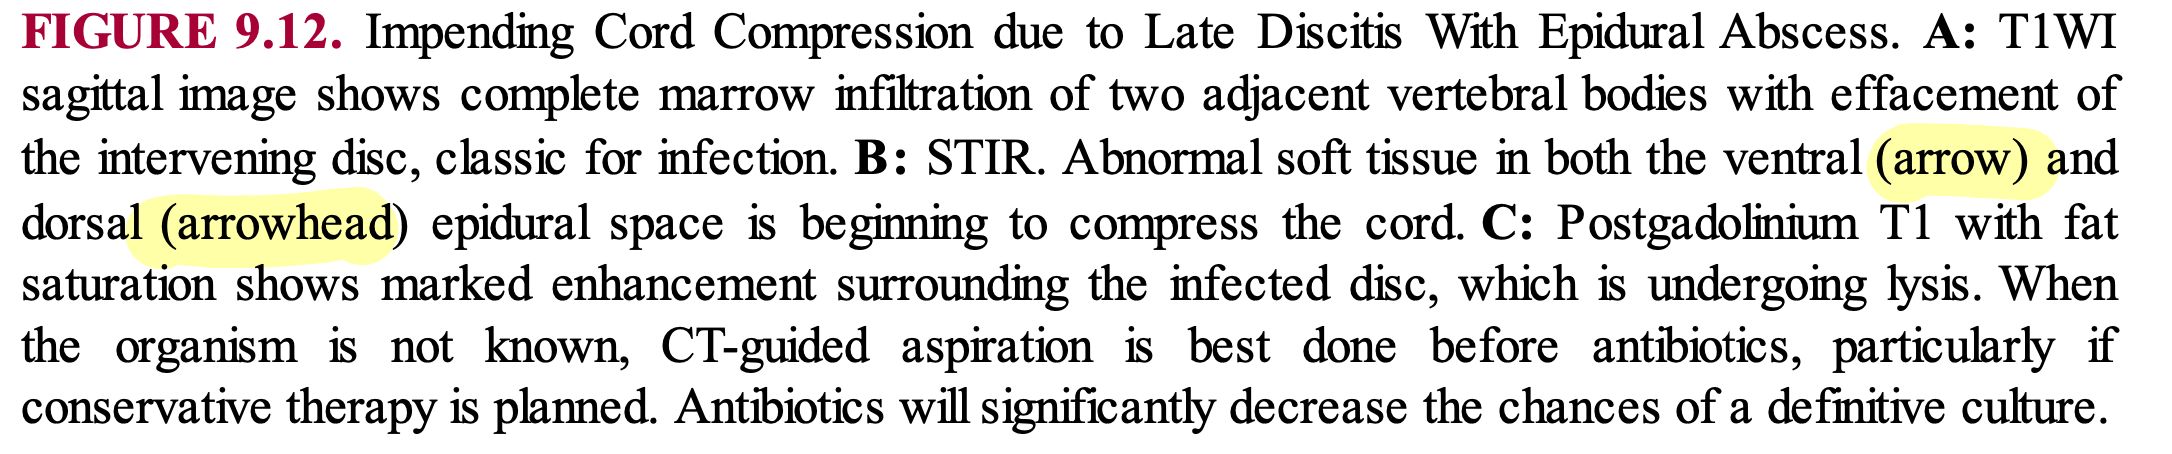 FIGURE 9.12. Impending Cord Compression due to Late Discitis With Epidural Abscess. A: T1WI
sagittal image shows complete marrow infiltration of two adjacent vertebral bodies with effacement of
the intervening disc, classic for infection. B: STIR. Abnormal soft tissue in both the ventral (arrow) and
dorsal (arrowhead) epidural space is beginning to compress the cord. C: Postgadolinium T1 with fat
saturation shows marked enhancement surrounding the infected disc, which is undergoing lysis. When
the organism is not known, CT-guided aspiration is best done before antibiotics, particularly if
conservative therapy is planned. Antibiotics will significantly decrease the chances of a definitive culture.